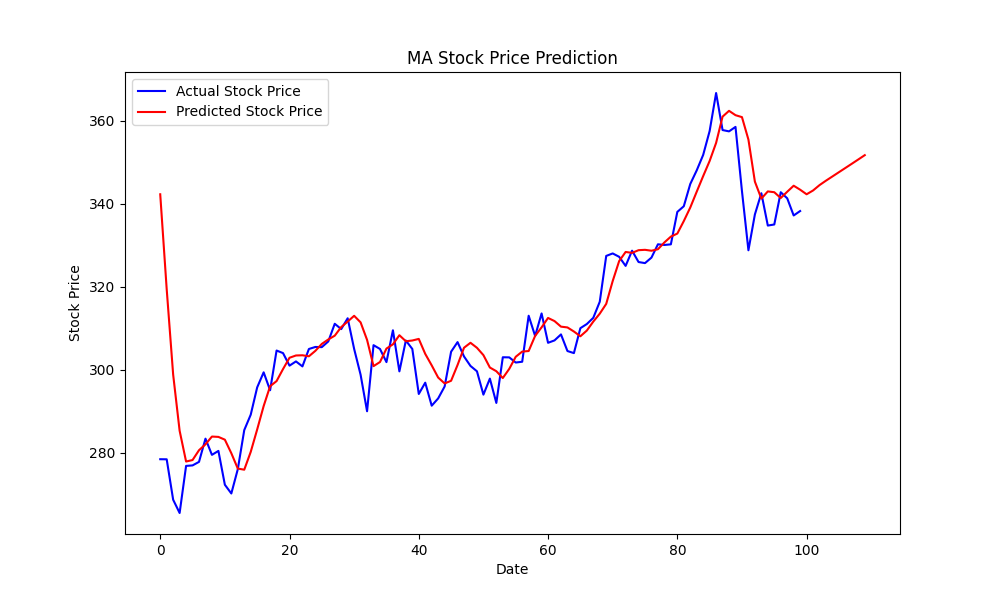 MA Stock Price Prediction
Actual Stock Price
Predicted Stock Price
Stock Price
360
340
320
300
280
0 20 40 60 80 100
Date